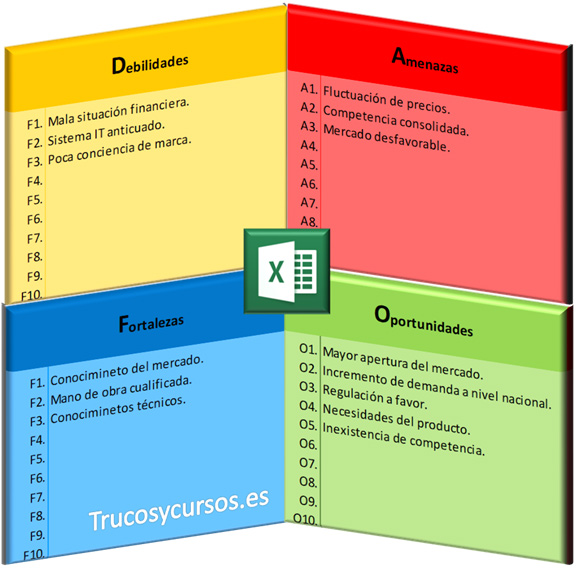 Debilidades
F1. Mala situación financiera.
F2. Sistema IT anticuado.
F3. Poca conciencia de marca.
F4.
F5.
F6.
F7.
F8.
F9.
F10.
Amenazas
A1. Fluctuación de precios.
A2. Competencia consolidada.
A3. Mercado desfavorable.
A4.
A5.
A6.
A7.
A8.
X
Fortalezas
F1. Conocimineto del mercado.
F2. Mano de obra cualificada.
F3. Conociminetos técnicos.
F4.
F5.
F6.
F7.
F8.
F9.
F10.
Trucosycursos.es
Oportunidades
O1. Mayor apertura del mercado.
O2. Incremento de demanda a nivel nacional.
O3. Regulación a favor.
O4. Necesidades del producto.
O5. Inexistencia de competencia.
O6.
O7.
O8.
O9.
O10.